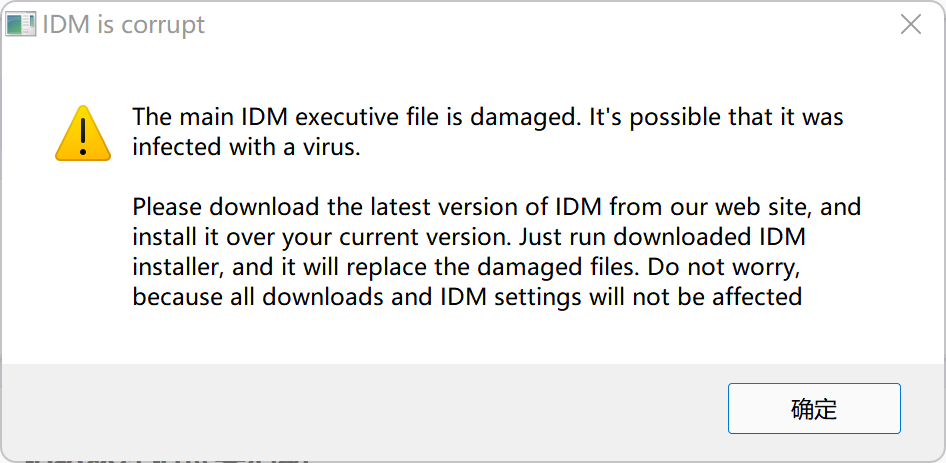 IDM is corrupt
The main IDM executive file is damaged. It's possible that it was
infected with a virus.
Please download the latest version of IDM from our web site, and
install it over your current version. Just run downloaded IDM
installer, and it will replace the damaged files. Do not worry,
because all downloads and IDM settings will not be affected
确定